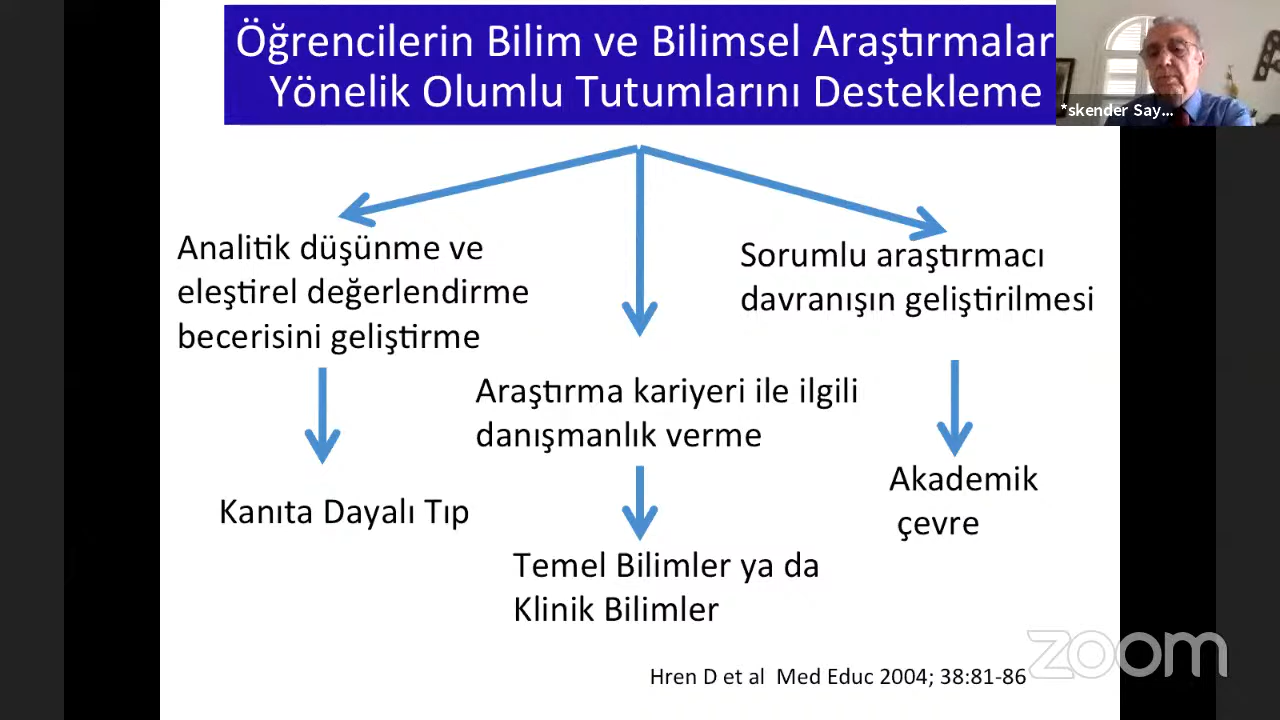 Öğrencilerin Bilim ve Bilimsel Araştırmalar
Yönelik Olumlu Tutumlarını Destekleme
*skender Say...
Analitik düşünme ve
eleştirel değerlendirme
becerisini geliştirme
Sorumlu araştırmacı
davranışın geliştirilmesi
Araştırma kariyeri ile ilgili
danışmanlık verme
Kanıta Dayalı Tıp
Akademik
çevre
Temel Bilimler ya da
Klinik Bilimler
Hren D et al Med Educ 2004; 38:81-86
zoom